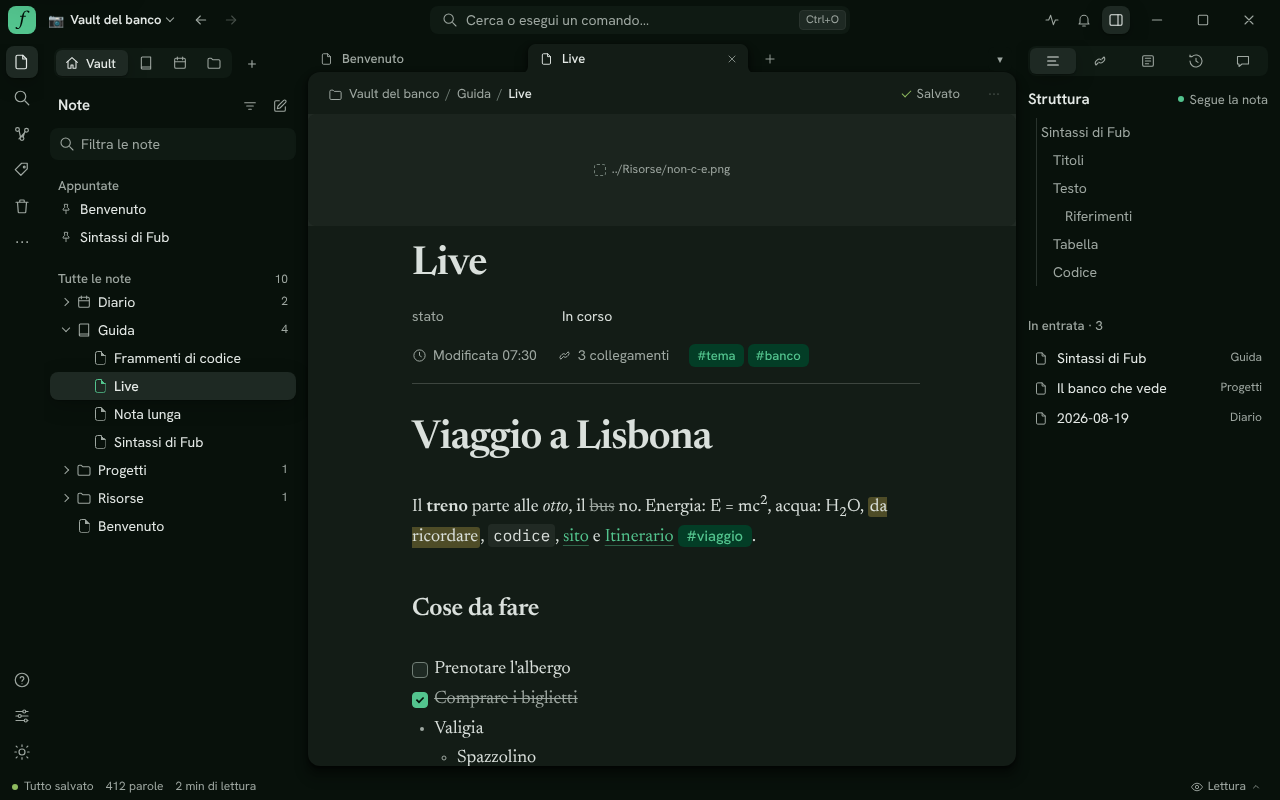 f
Vault del banco
Cerca o esegui un comando...
Ctrl+O
Vault
Benvenuto
Live
Note
Filtra le note
Appuntate
Benvenuto
Sintassi di Fub
Tutte le note 10
Diario 2
Guida 4
Frammenti di codice
Live
Nota lunga
Sintassi di Fub
Progetti 1
Risorse 1
Benvenuto
Vault del banco / Guida / Live
Salvato
../Risorse/non-c-e.png
Live
stato In corso
Modificata 07:30 3 collegamenti #tema #banco
Viaggio a Lisbona
Il treno parte alle otto, il bus no. Energia: E = mc², acqua: H₂O, da
ricordare, codice, sito e Itinerario #viaggio.
Cose da fare
Prenotare l'albergo
Comprare i biglietti
Valigia
Spazzolino
Struttura
Segue la nota
Sintassi di Fub
Titoli
Testo
Riferimenti
Tabella
Codice
In entrata · 3
Sintassi di Fub Guida
Il banco che vede Progetti
2026-08-19 Diario
Tutto salvato 412 parole 2 min di lettura
Lettura